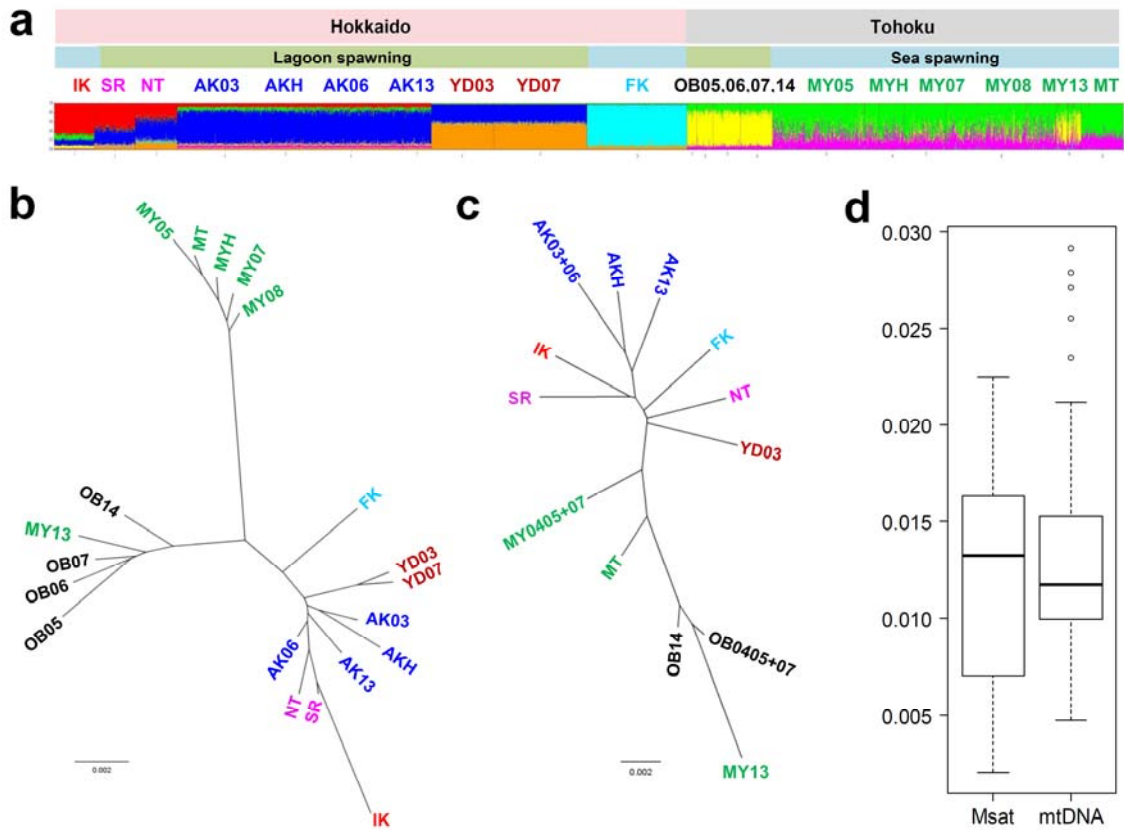 a
Hokkaido Tohoku
Lagoon spawning Sea spawning
IK SR NT AK03 AKH AK06 AK13 YD03 YD07 FK OB05.06.07.14 MY05 MYH MY07 MY08 MY13 MT
b
MY05
MT
MYH
MY07
MY08
OB14
MY13
OB07
OB06
OB05
FK
YD03
YD07
AK03
AKH
AK13
AK06
NT
SR
IK
0.002
c
AK03+06
AKH
AK13
IK
FK
SR
NT
YD03
MY0405+07
MT
OB14
OB0405+07
MY13
0.002
d
0.030
0.025
0.020
0.015
0.010
0.005
Msat mtDNA